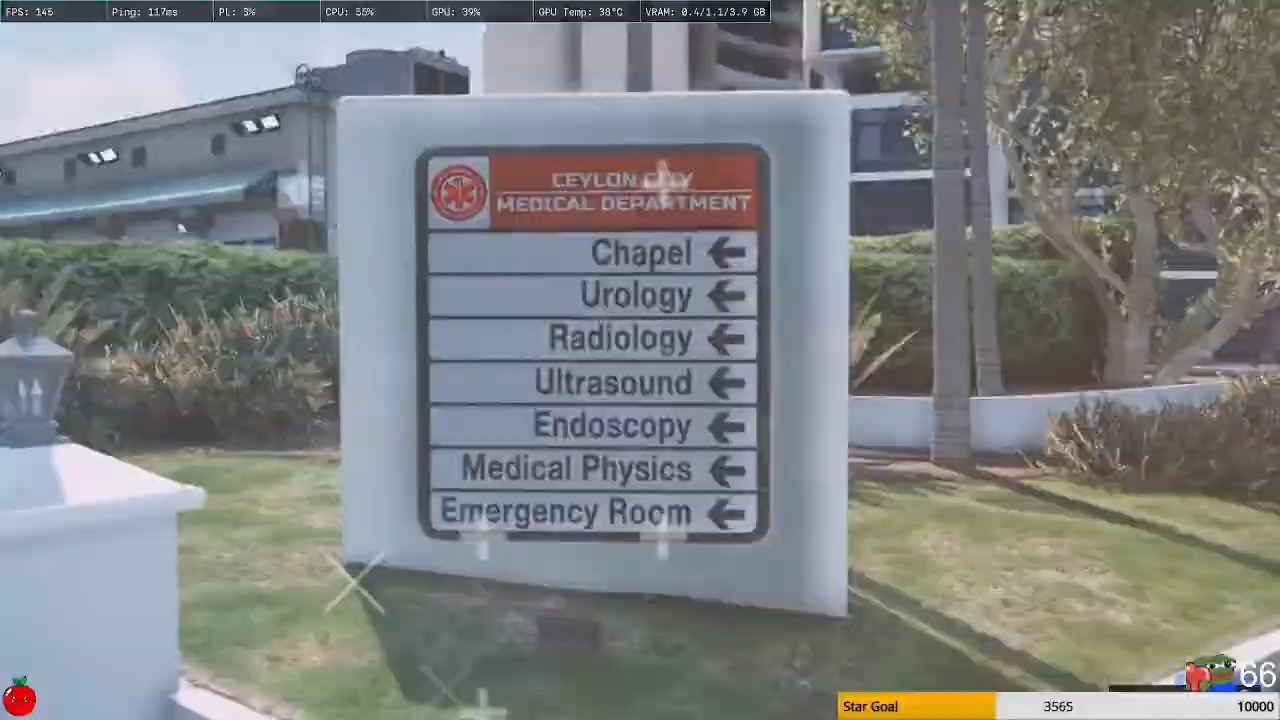 FPS: 145 Ping: 117ms PL: 3% CPU: 55% GPU: 39% GPU Temp: 38°C VRAM: 0.4/1.1/3.9 GB
CEYLON CITY
MEDICAL DEPARTMENT
Chapel
Urology
Radiology
Ultrasound
Endoscopy
Medical Physics
Emergency Room
66
Star Goal 3565 10000